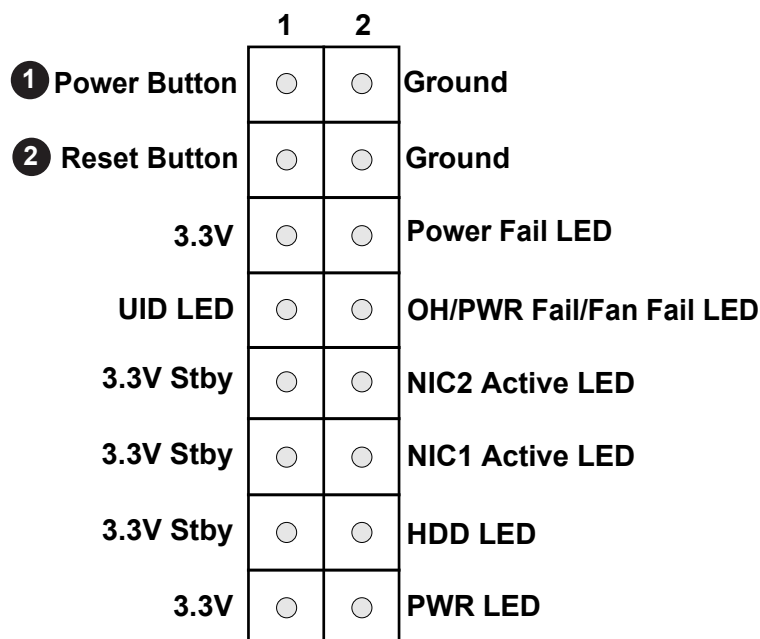 1 2
1 Power Button Ground
2 Reset Button Ground
3.3V Power Fail LED
UID LED OH/PWR Fail/Fan Fail LED
3.3V Stby NIC2 Active LED
3.3V Stby NIC1 Active LED
3.3V Stby HDD LED
3.3V PWR LED